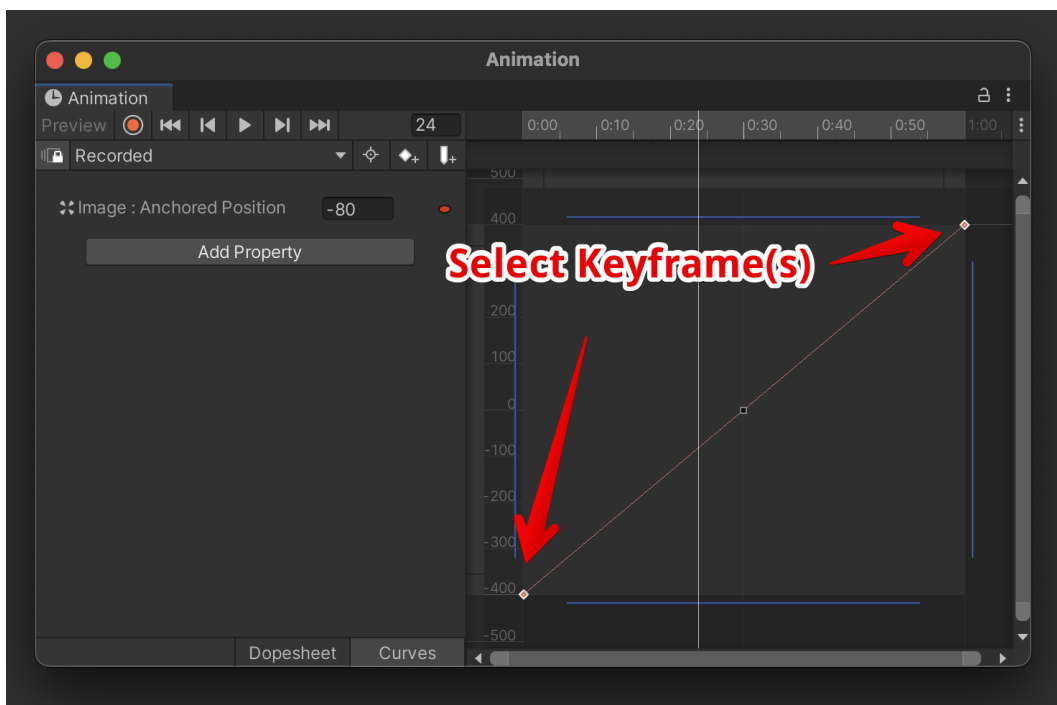 Animation
Animation
Preview 24 0:00 0:10 0:20 0:30 0:40 0:50 1:00
Recorded
500
Image : Anchored Position -80
400
Add Property
Select Keyframe(s)
200
100
0
-100
-200
-300
-400
-500
Dopesheet Curves